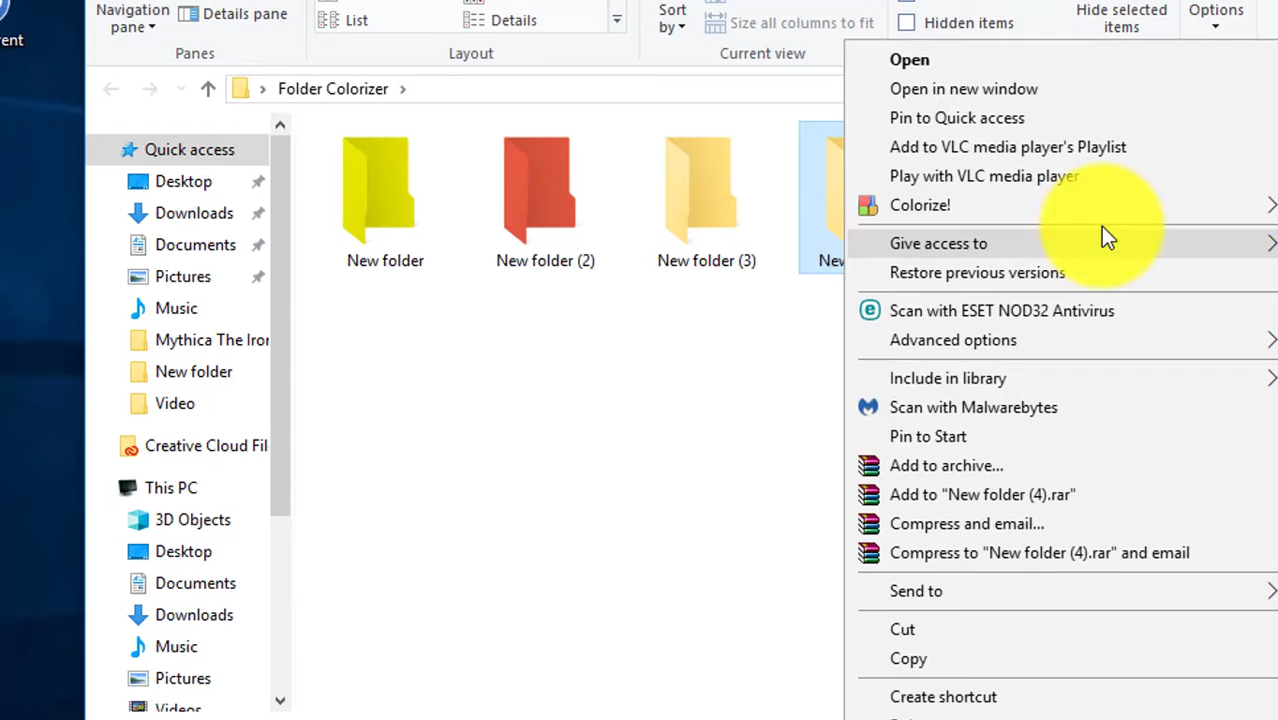 Navigation pane
Details pane
List
Details
Sort by
Size all columns to fit
Hidden items
Hide selected items
Options
Panes
Layout
Current view
Folder Colorizer
Quick access
Desktop
Downloads
Documents
Pictures
Music
Mythica The Iro
New folder
Video
Creative Cloud Fil
This PC
3D Objects
Desktop
Documents
Downloads
Music
Pictures
Videos
New folder
New folder (2)
New folder (3)
New
Open
Open in new window
Pin to Quick access
Add to VLC media player's Playlist
Play with VLC media player
Colorize!
Give access to
Restore previous versions
Scan with ESET NOD32 Antivirus
Advanced options
Include in library
Scan with Malwarebytes
Pin to Start
Add to archive...
Add to "New folder (4).rar"
Compress and email...
Compress to "New folder (4).rar" and email
Send to
Cut
Copy
Create shortcut